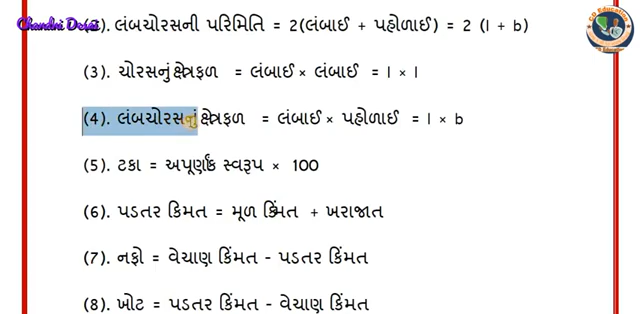 Chandni Desai
(2). લંબચોરસની પરિમિતિ = 2(લંબાઈ + પહોળાઈ) = 2 (l + b)
(3). ચોરસનું ક્ષેત્રફળ = લંબાઈ × લંબાઈ = l × l
(4). લંબચોરસનું ક્ષેત્રફળ = લંબાઈ × પહોળાઈ = l × b
(5). ટકા = અપૂર્ણાંક સ્વરૂપ × 100
(6). પડતર કિમત = મૂળ કિંમત + ખરાજાત
(7). નફો = વેચાણ કિંમત - પડતર કિંમત
(8). ખોટ = પડતર કિંમત - વેચાણ કિંમત